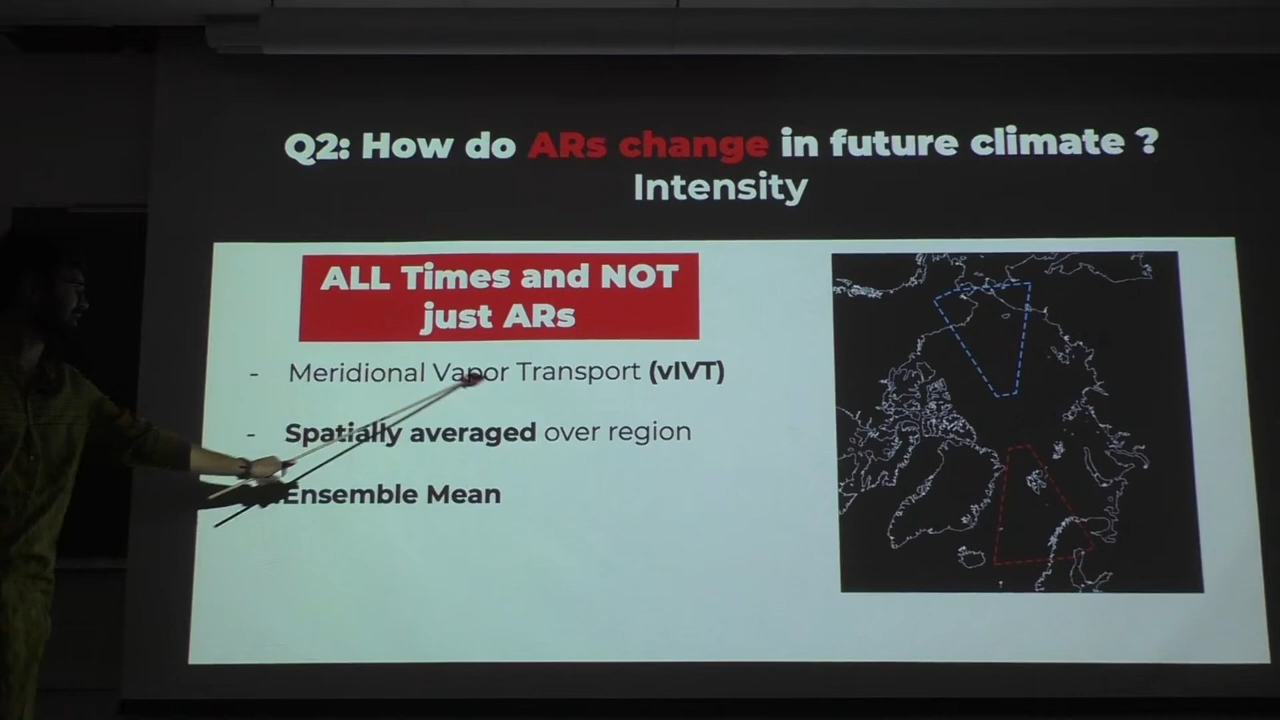 Q2: How do ARs change in future climate ?
Intensity
ALL Times and NOT
just ARs
- Meridional Vapor Transport (vIVT)
- Spatially averaged over region
Ensemble Mean